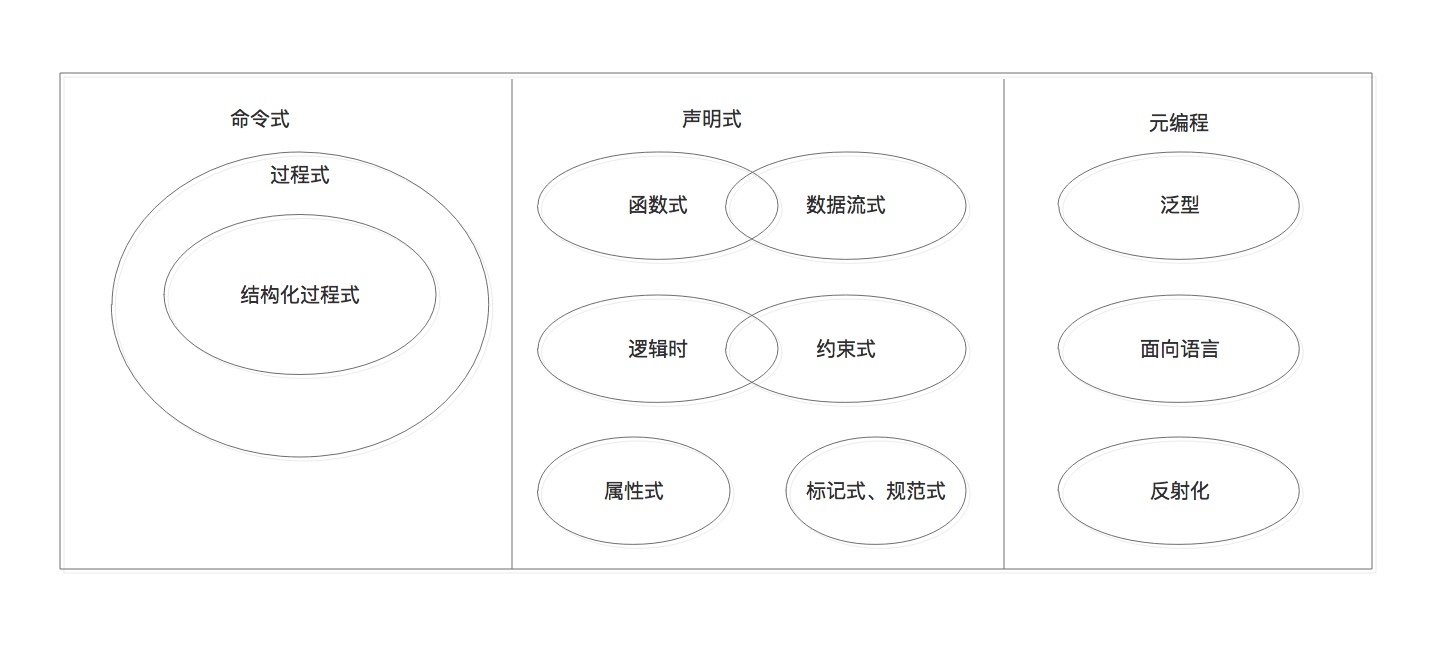 命令式
过程式
结构化过程式
声明式
函数式
数据流式
逻辑时
约束式
属性式
标记式、规范式
元编程
泛型
面向语言
反射化